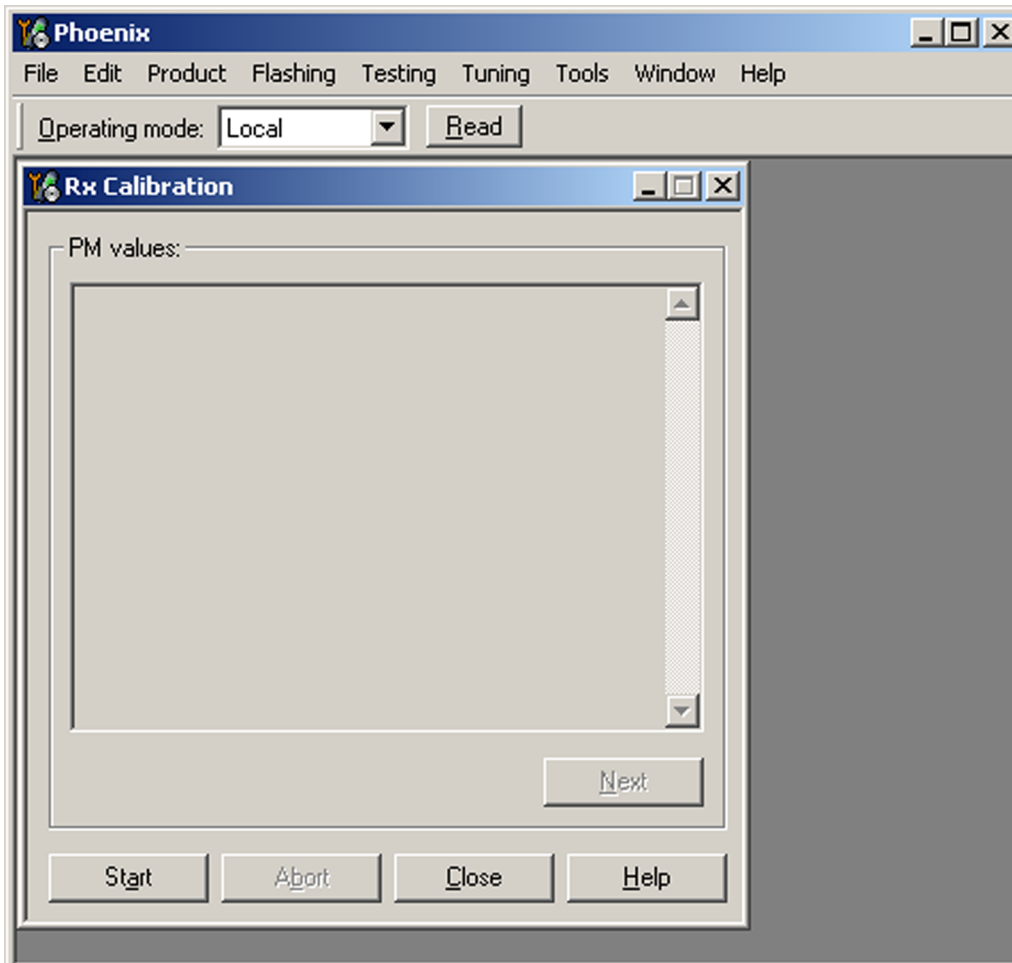 Phoenix
File Edit Product Flashing Testing Tuning Tools Window Help
Operating mode: Local Read
Rx Calibration
PM values:
Next
Start Abort Close Help